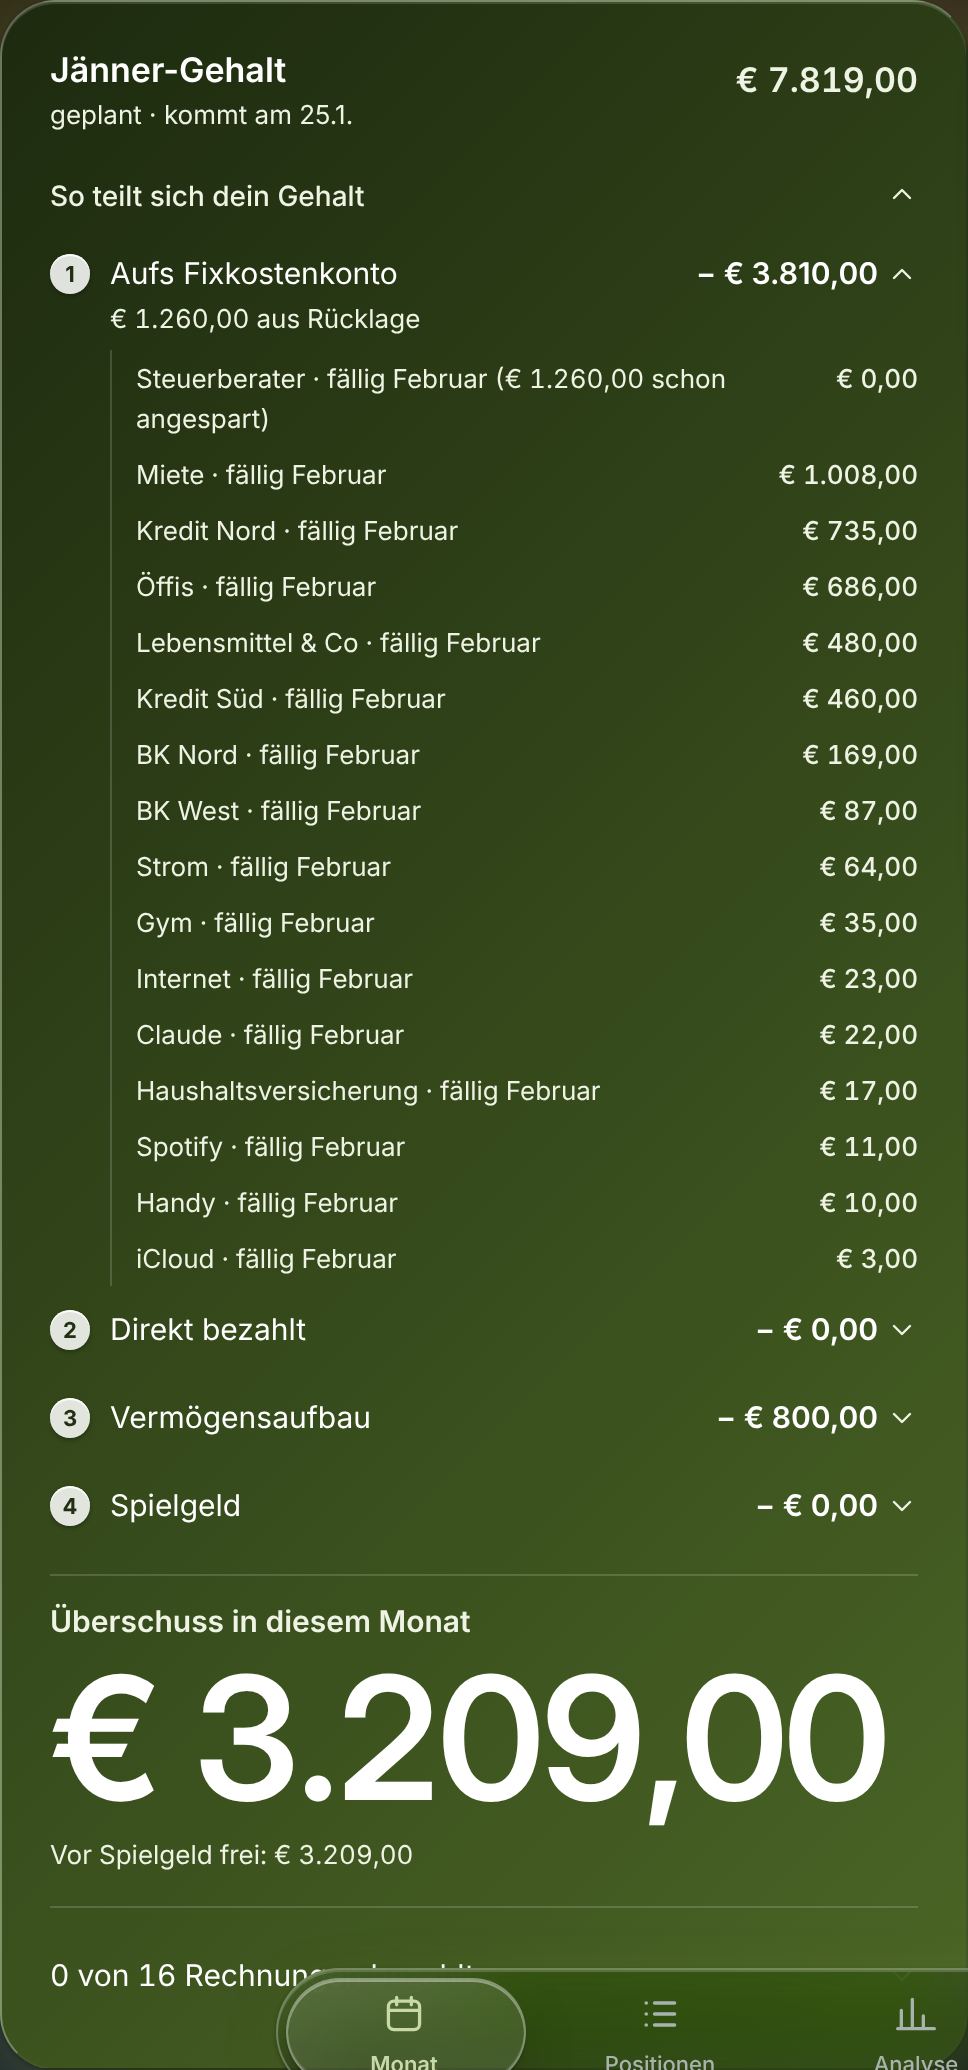 Jänner-Gehalt
€ 7.819,00
geplant · kommt am 25.1.
So teilt sich dein Gehalt
1 Aufs Fixkostenkonto – € 3.810,00
€ 1.260,00 aus Rücklage
Steuerberater · fällig Februar (€ 1.260,00 schon € 0,00
angespart)
Miete · fällig Februar € 1.008,00
Kredit Nord · fällig Februar € 735,00
Öffis · fällig Februar € 686,00
Lebensmittel & Co · fällig Februar € 480,00
Kredit Süd · fällig Februar € 460,00
BK Nord · fällig Februar € 169,00
BK West · fällig Februar € 87,00
Strom · fällig Februar € 64,00
Gym · fällig Februar € 35,00
Internet · fällig Februar € 23,00
Claude · fällig Februar € 22,00
Haushaltsversicherung · fällig Februar € 17,00
Spotify · fällig Februar € 11,00
Handy · fällig Februar € 10,00
iCloud · fällig Februar € 3,00
2 Direkt bezahlt – € 0,00
3 Vermögensaufbau – € 800,00
4 Spielgeld – € 0,00
Überschuss in diesem Monat
€ 3.209,00
Vor Spielgeld frei: € 3.209,00
0 von 16
Monat Positionen Analyse